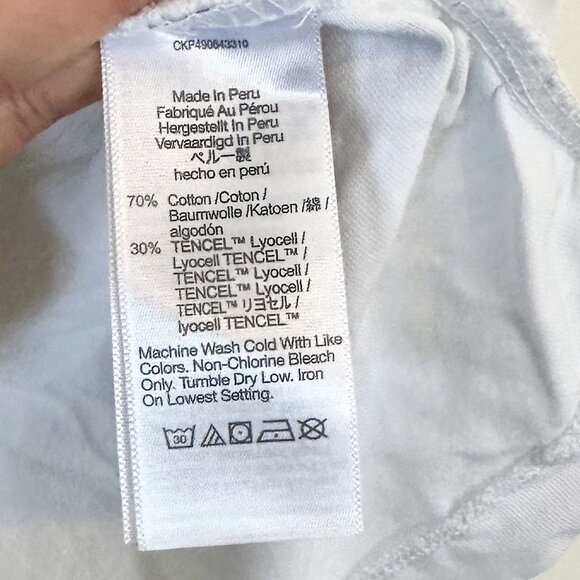 CKP490643310
Made In Peru
Fabriqué Au Pérou
Hergestellt In Peru
Vervaardigd In Peru
ペルー製
hecho en perú
70% Cotton /Coton /
Baumwolle /Katoen /綿 /
algodón
30% TENCEL™ Lyocell /
Lyocell TENCEL™ /
TENCEL™ Lyocell /
TENCEL™ Lyocell /
TENCEL™ リヨセル /
lyocell TENCEL™
Machine Wash Cold With Like
Colors. Non-Chlorine Bleach
Only. Tumble Dry Low. Iron
On Lowest Setting.
30